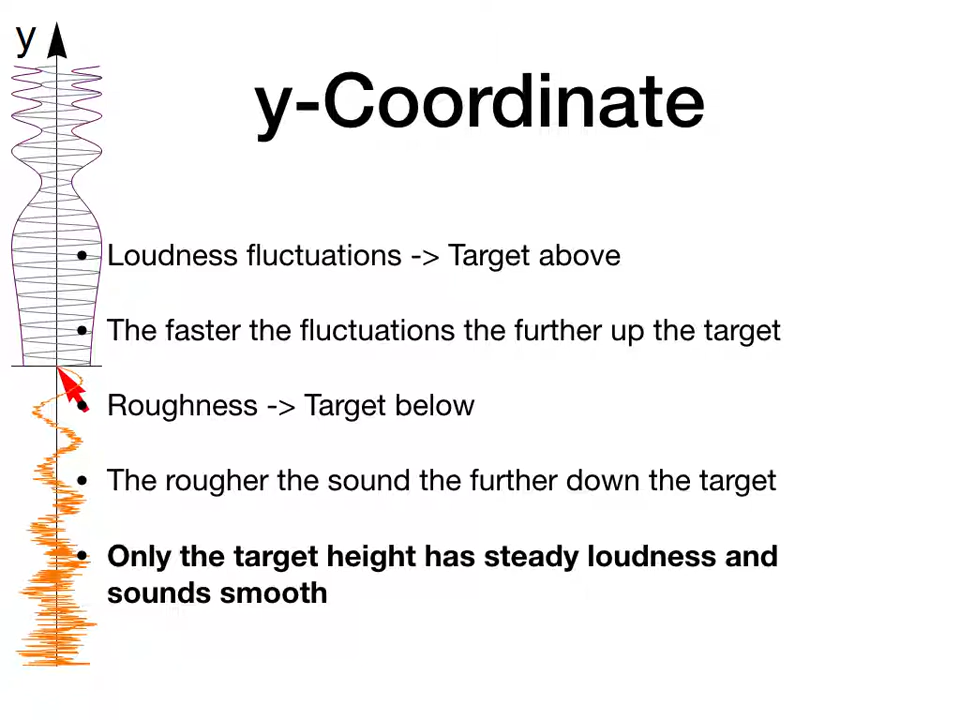 y
y-Coordinate
• Loudness fluctuations -> Target above
• The faster the fluctuations the further up the target
• Roughness -> Target below
• The rougher the sound the further down the target
• Only the target height has steady loudness and
sounds smooth